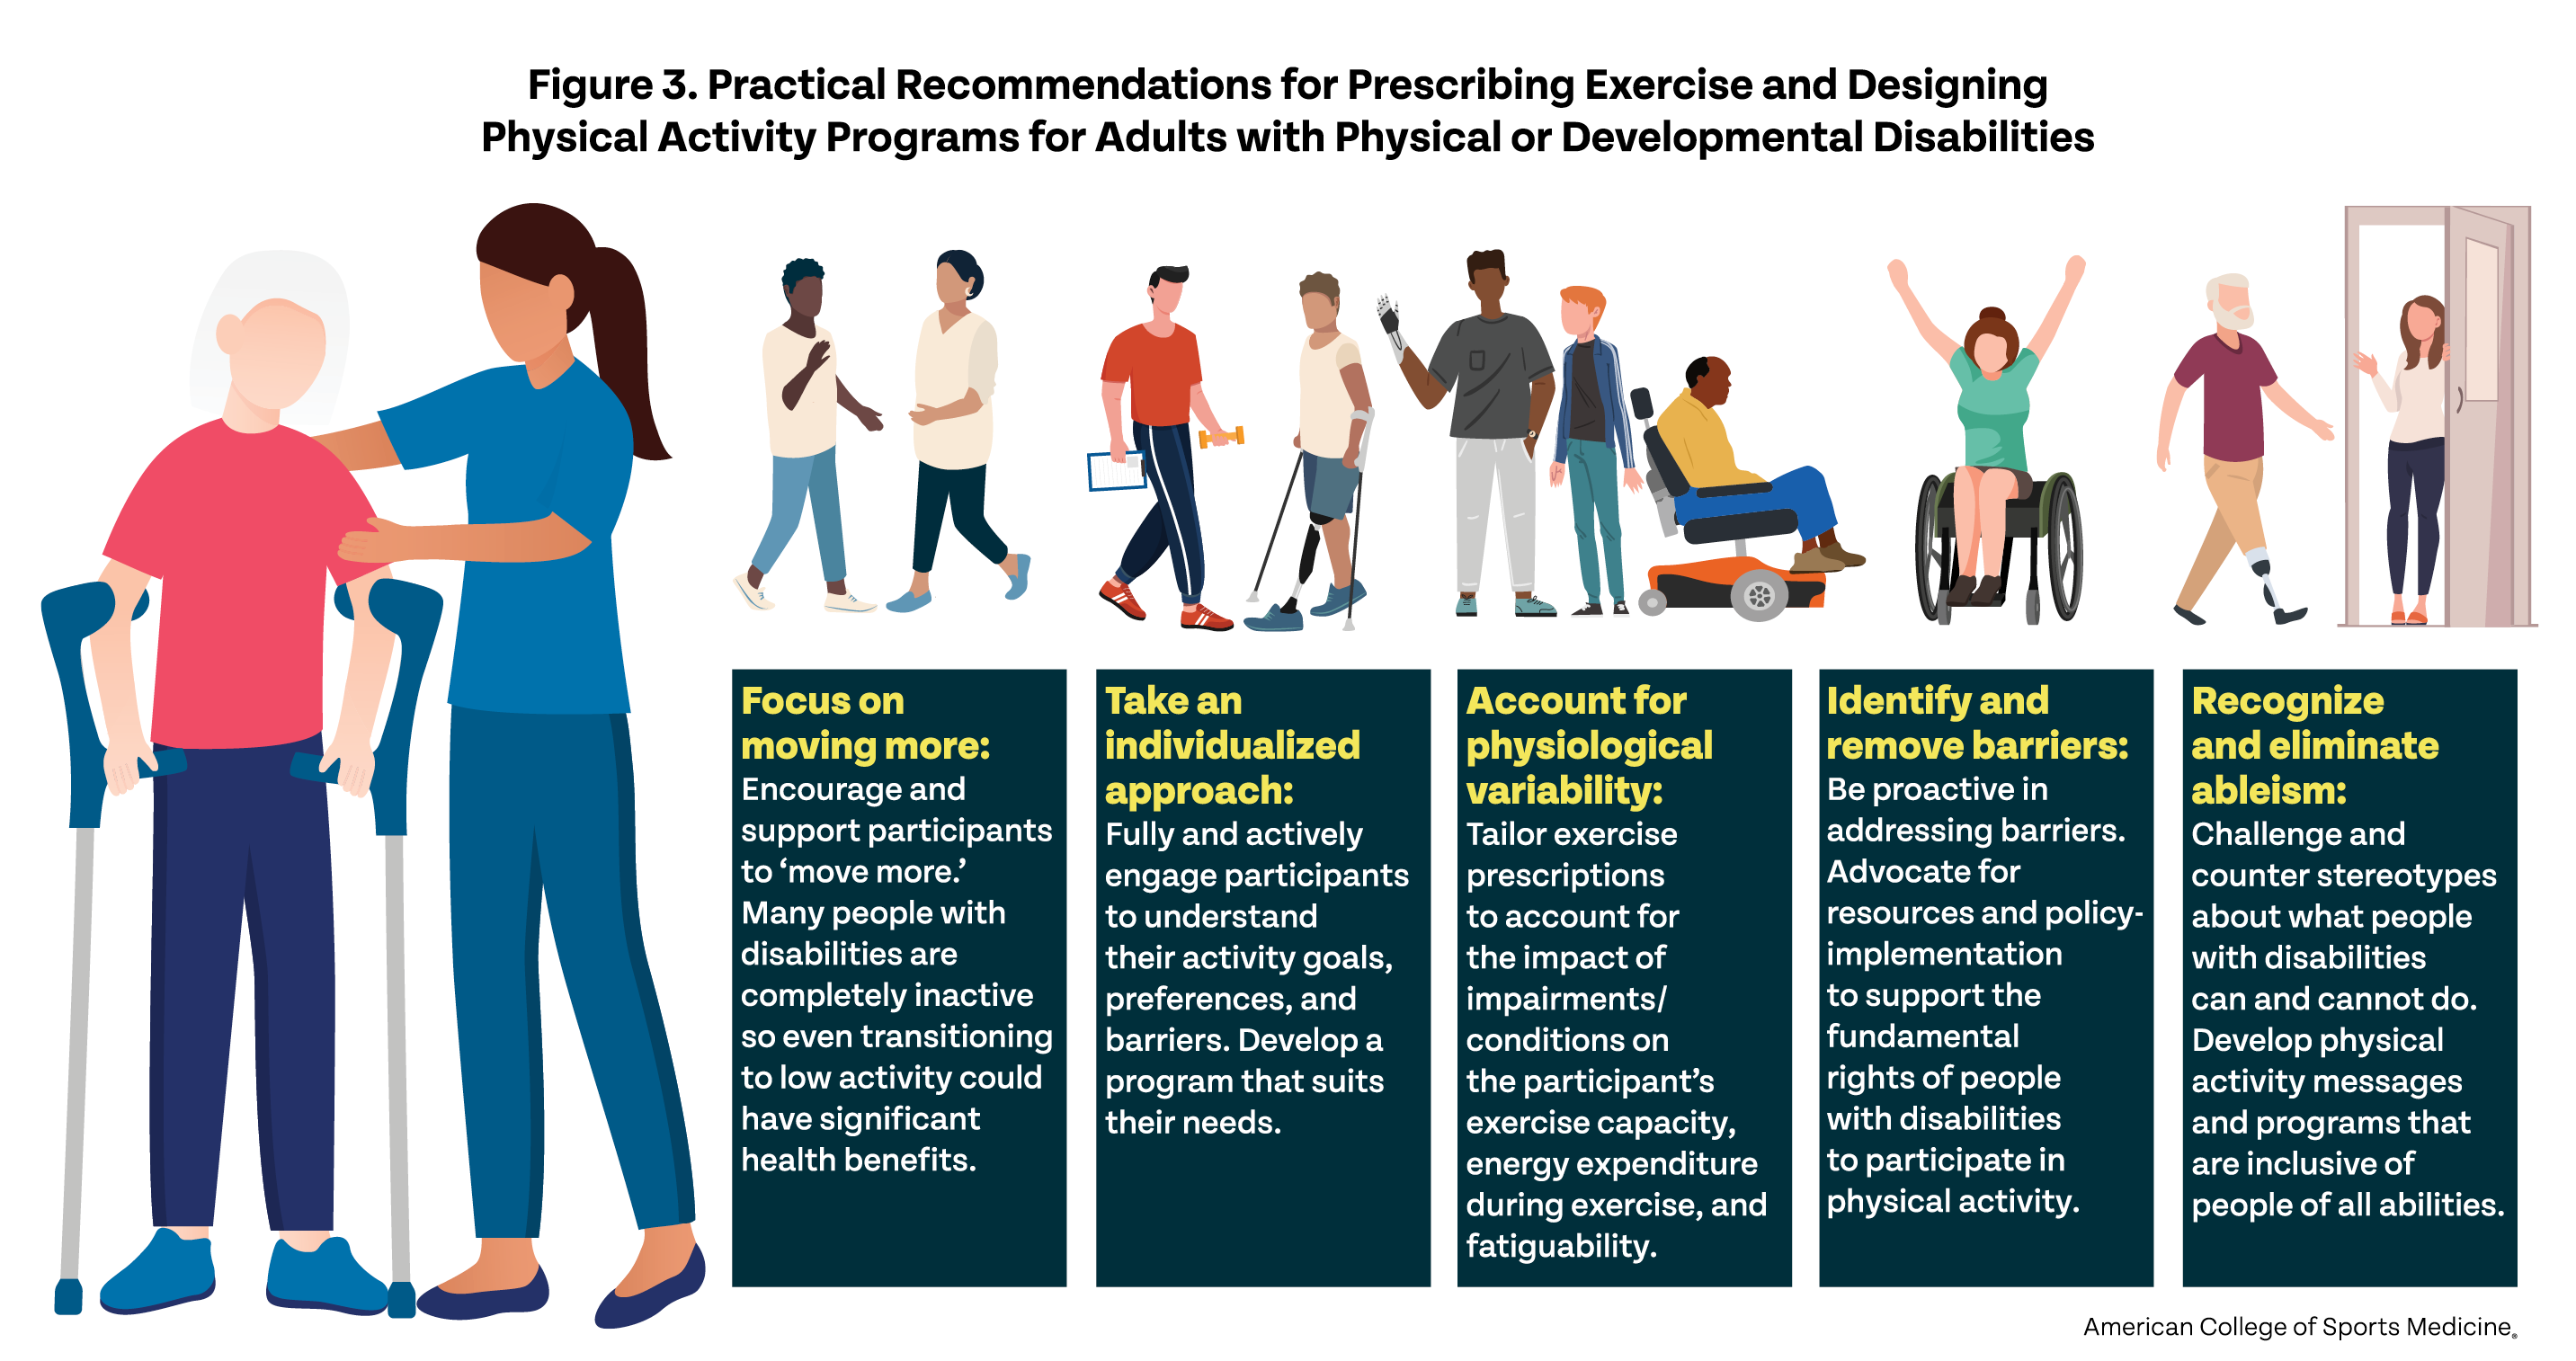 Figure 3. Practical Recommendations for Prescribing Exercise and Designing
Physical Activity Programs for Adults with Physical or Developmental Disabilities
Focus on
moving more:
Encourage and
support participants
to ‘move more.’
Many people with
disabilities are
completely inactive
so even transitioning
to low activity could
have significant
health benefits.
Take an
individualized
approach:
Fully and actively
engage participants
to understand
their activity goals,
preferences, and
barriers. Develop a
program that suits
their needs.
Account for
physiological
variability:
Tailor exercise
prescriptions
to account for
the impact of
impairments/
conditions on
the participant’s
exercise capacity,
energy expenditure
during exercise, and
fatiguability.
Identify and
remove barriers:
Be proactive in
addressing barriers.
Advocate for
resources and policy-
implementation
to support the
fundamental
rights of people
with disabilities
to participate in
physical activity.
Recognize
and eliminate
ableism:
Challenge and
counter stereotypes
about what people
with disabilities
can and cannot do.
Develop physical
activity messages
and programs that
are inclusive of
people of all abilities.
American College of Sports Medicine®